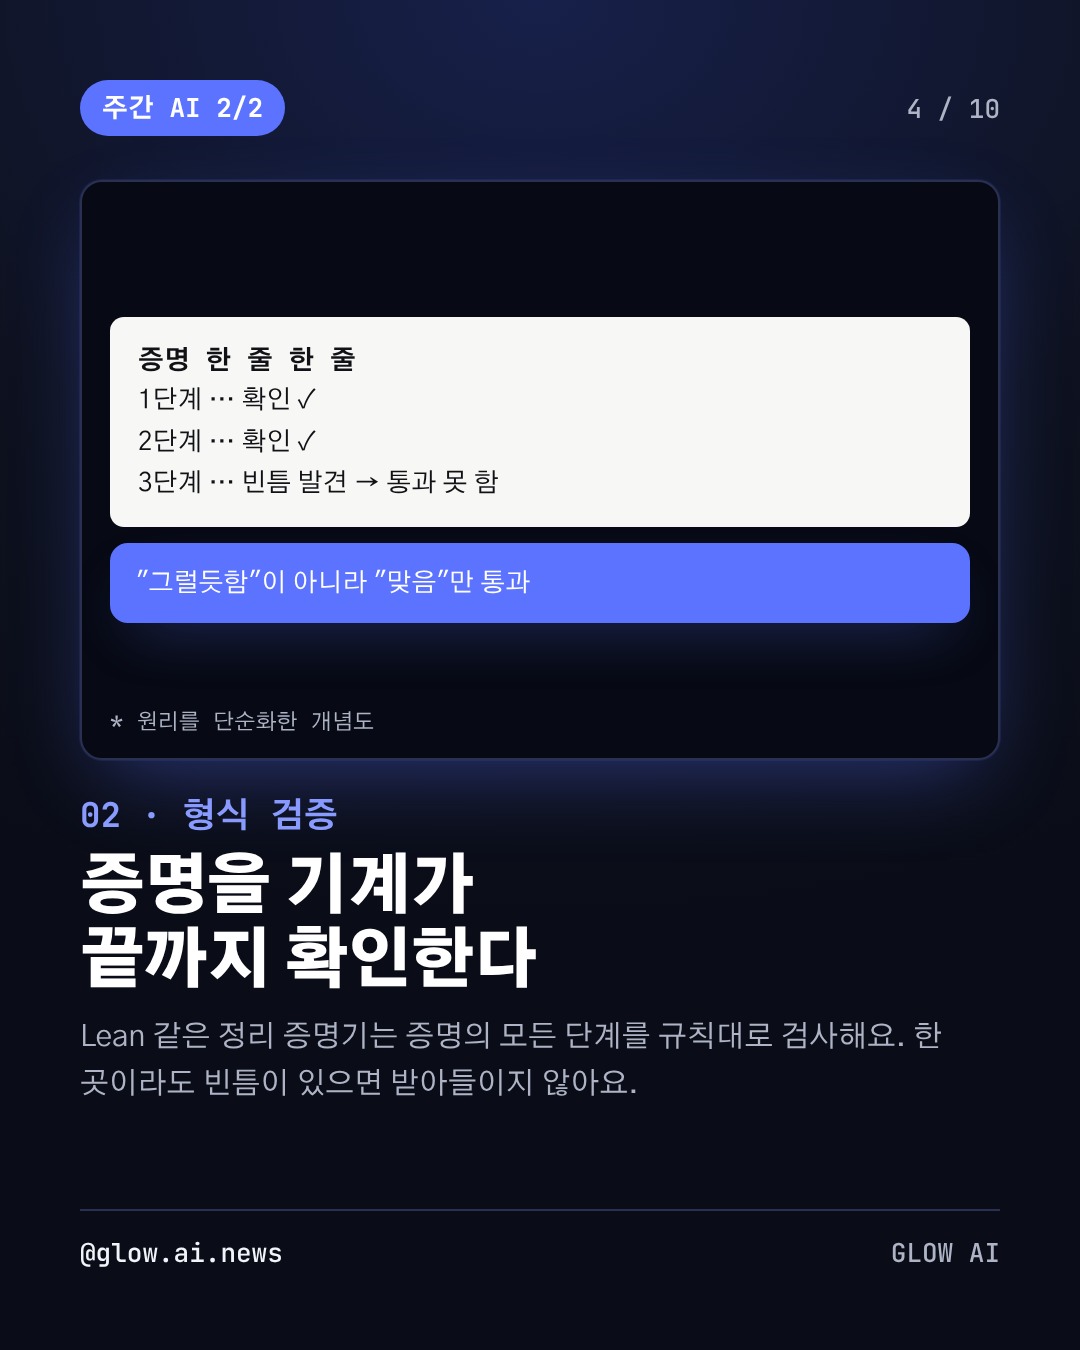 주간 AI 2/2
4 / 10
증명 한 줄 한 줄
1단계 ··· 확인 ✓
2단계 ··· 확인 ✓
3단계 ··· 빈틈 발견 → 통과 못 함
"그럴듯함"이 아니라 "맞음"만 통과
* 원리를 단순화한 개념도
02 · 형식 검증
증명을 기계가
끝까지 확인한다
Lean 같은 정리 증명기는 증명의 모든 단계를 규칙대로 검사해요. 한
곳이라도 빈틈이 있으면 받아들이지 않아요.
@glow.ai.news
GLOW AI